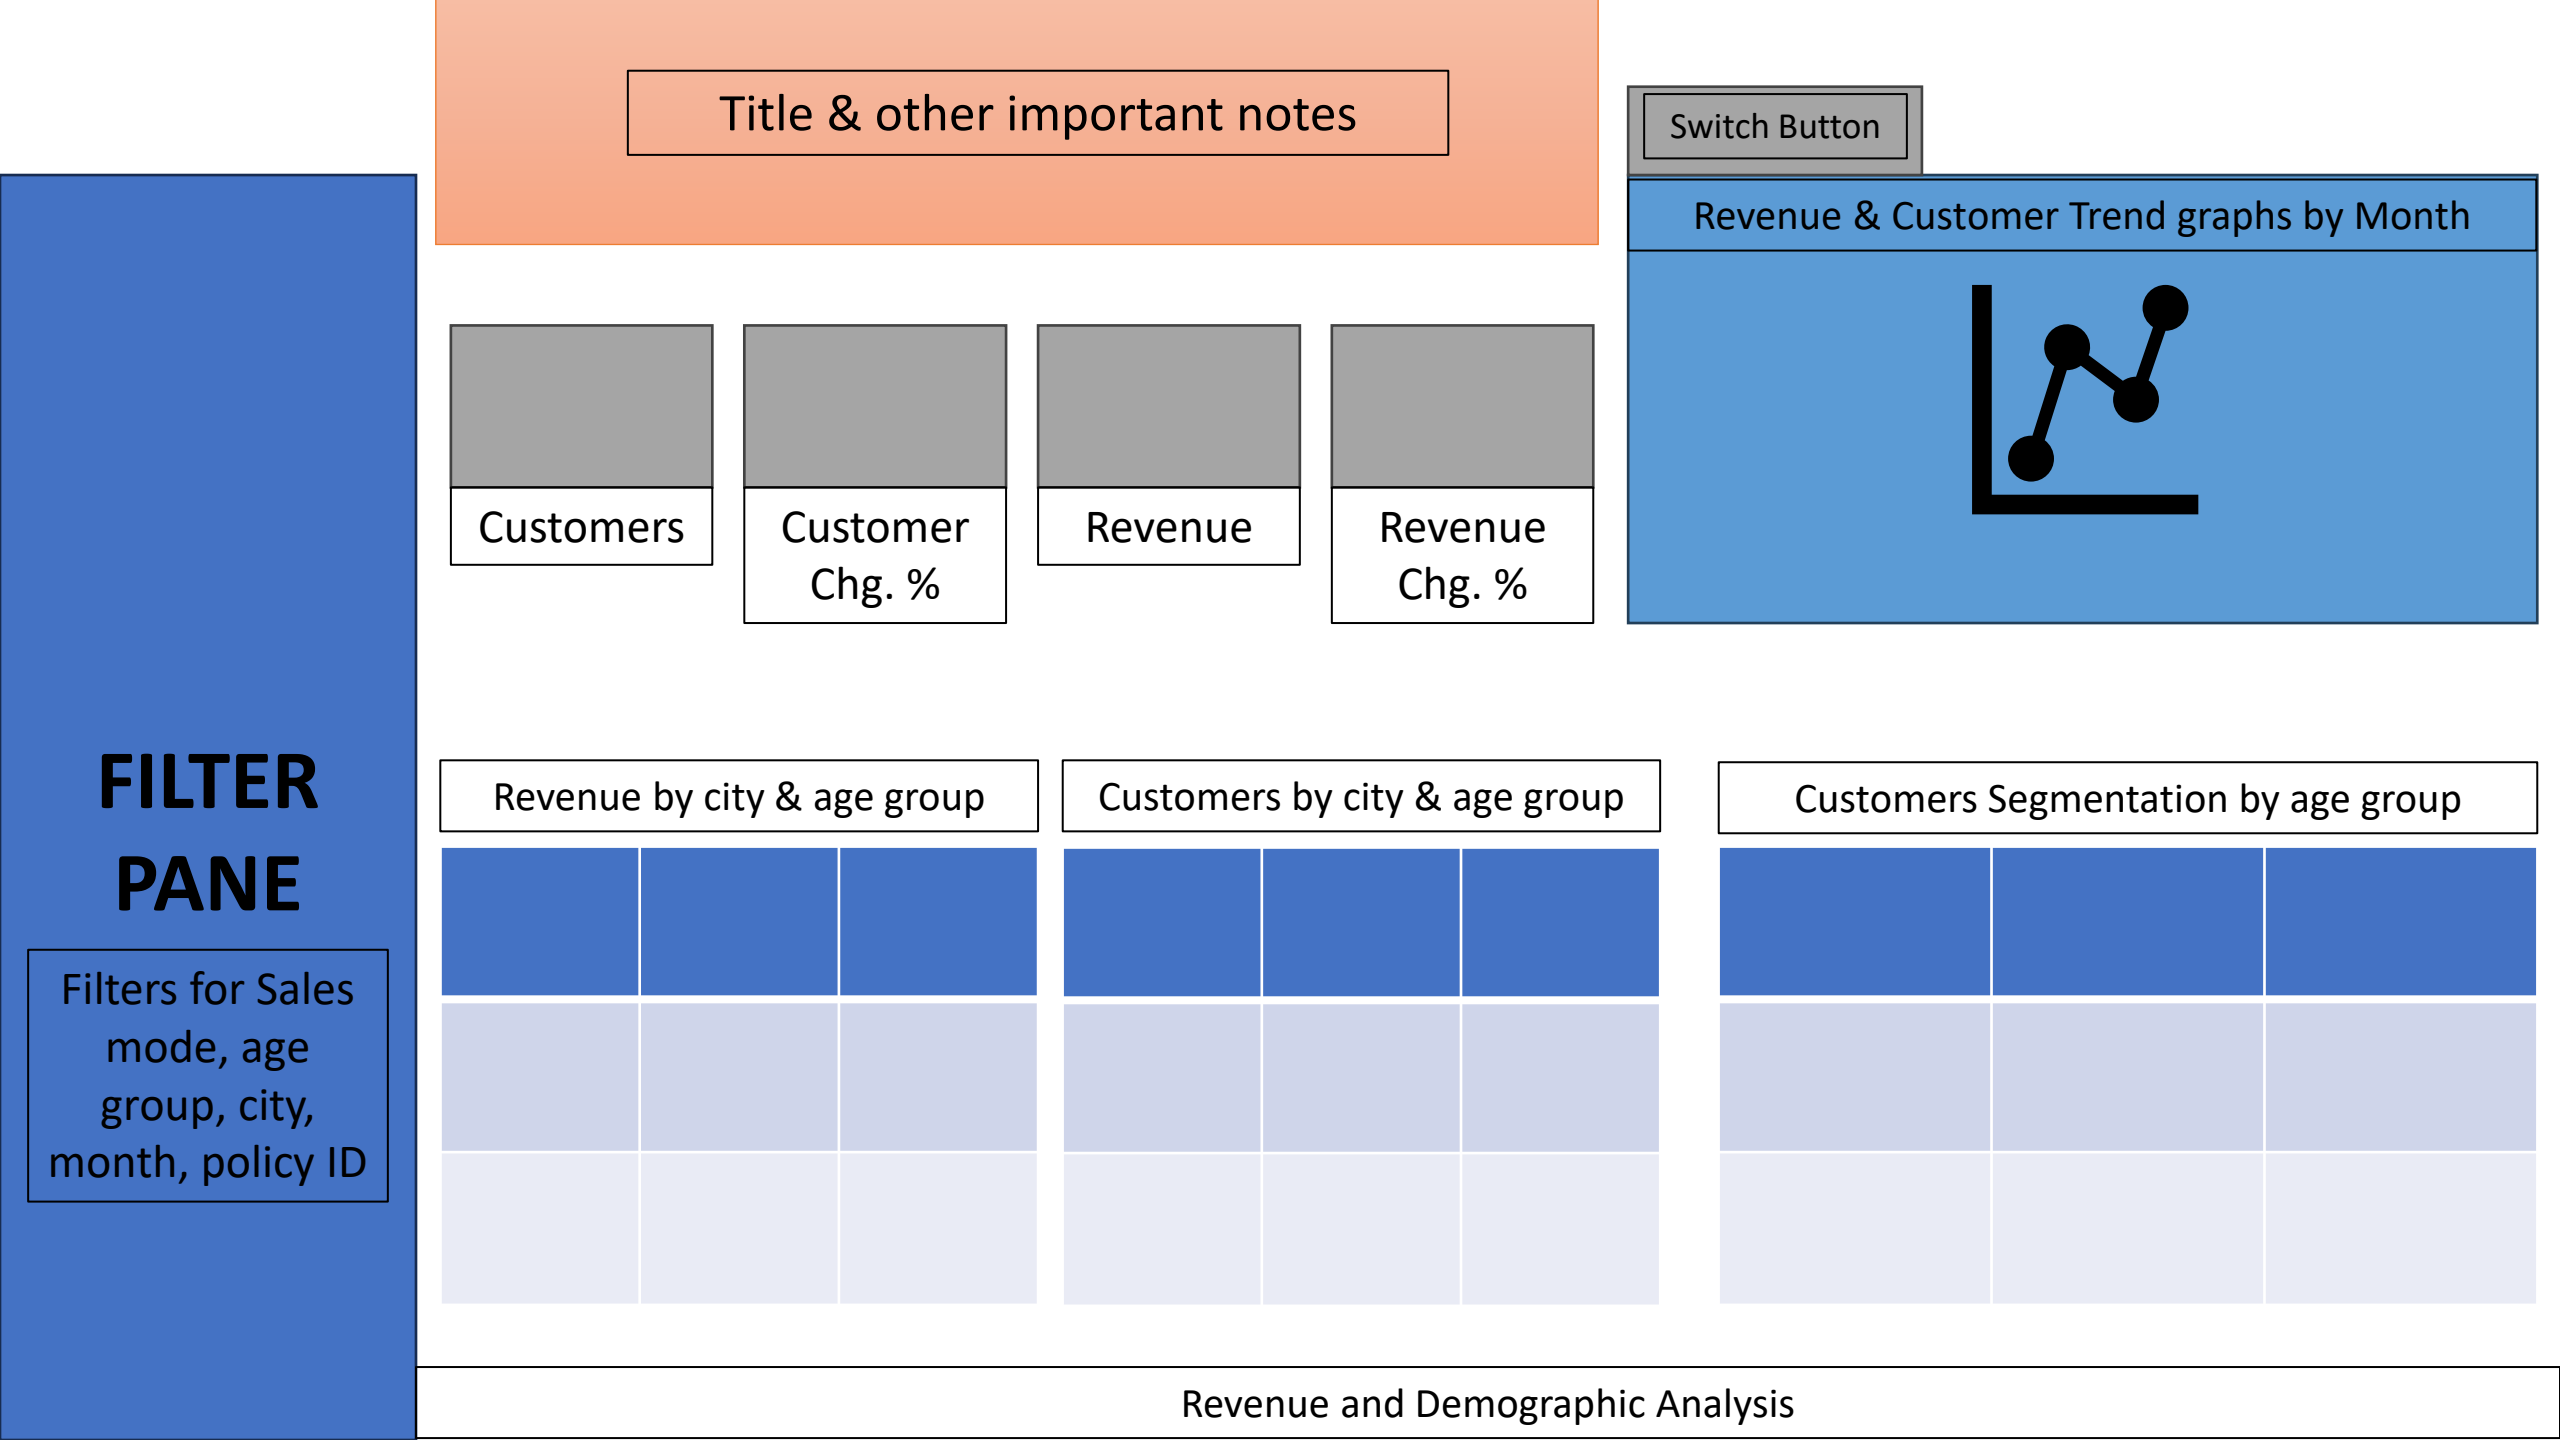 Title & other important notes
Switch Button
Revenue & Customer Trend graphs by Month
Customers
Customer
Chg. %
Revenue
Revenue
Chg. %
FILTER
PANE
Filters for Sales
mode, age
group, city,
month, policy ID
Revenue by city & age group
Customers by city & age group
Customers Segmentation by age group
Revenue and Demographic Analysis